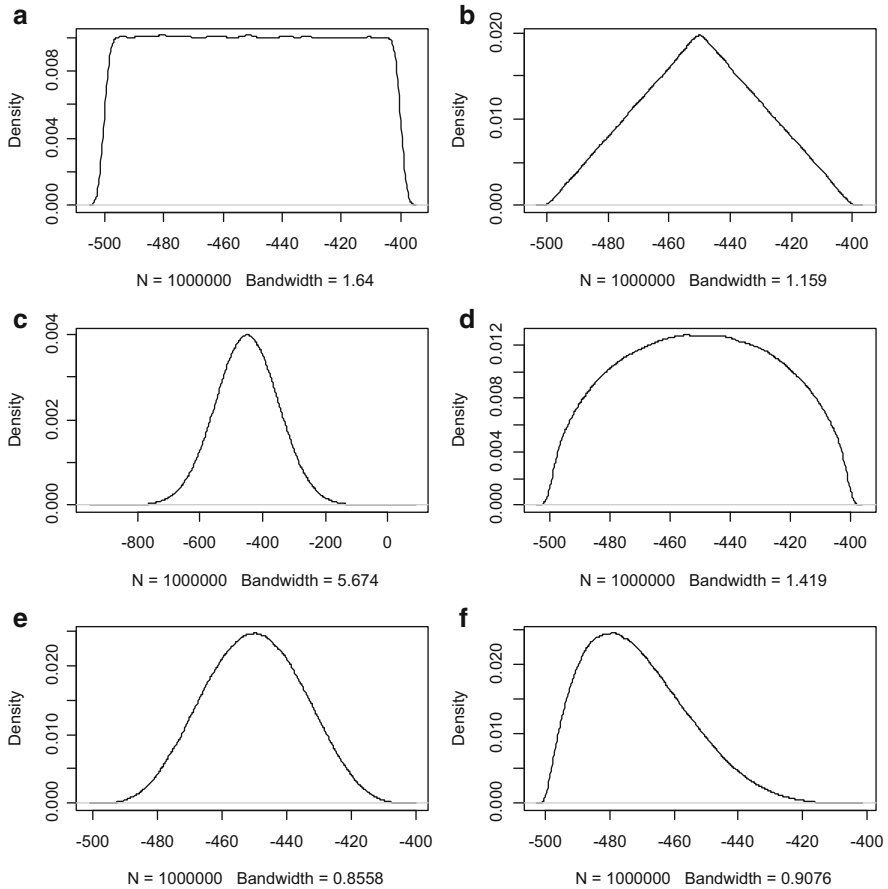 a
Density
0.000 0.004 0.008
-500 -480 -460 -440 -420 -400
N = 1000000 Bandwidth = 1.64
b
Density
0.000 0.010 0.020
-500 -480 -460 -440 -420 -400
N = 1000000 Bandwidth = 1.159
c
Density
0.000 0.002 0.004
-800 -600 -400 -200 0
N = 1000000 Bandwidth = 5.674
d
Density
0.000 0.004 0.008 0.012
-500 -480 -460 -440 -420 -400
N = 1000000 Bandwidth = 1.419
e
Density
0.000 0.010 0.020
-500 -480 -460 -440 -420 -400
N = 1000000 Bandwidth = 0.8558
f
Density
0.000 0.010 0.020
-500 -480 -460 -440 -420 -400
N = 1000000 Bandwidth = 0.9076